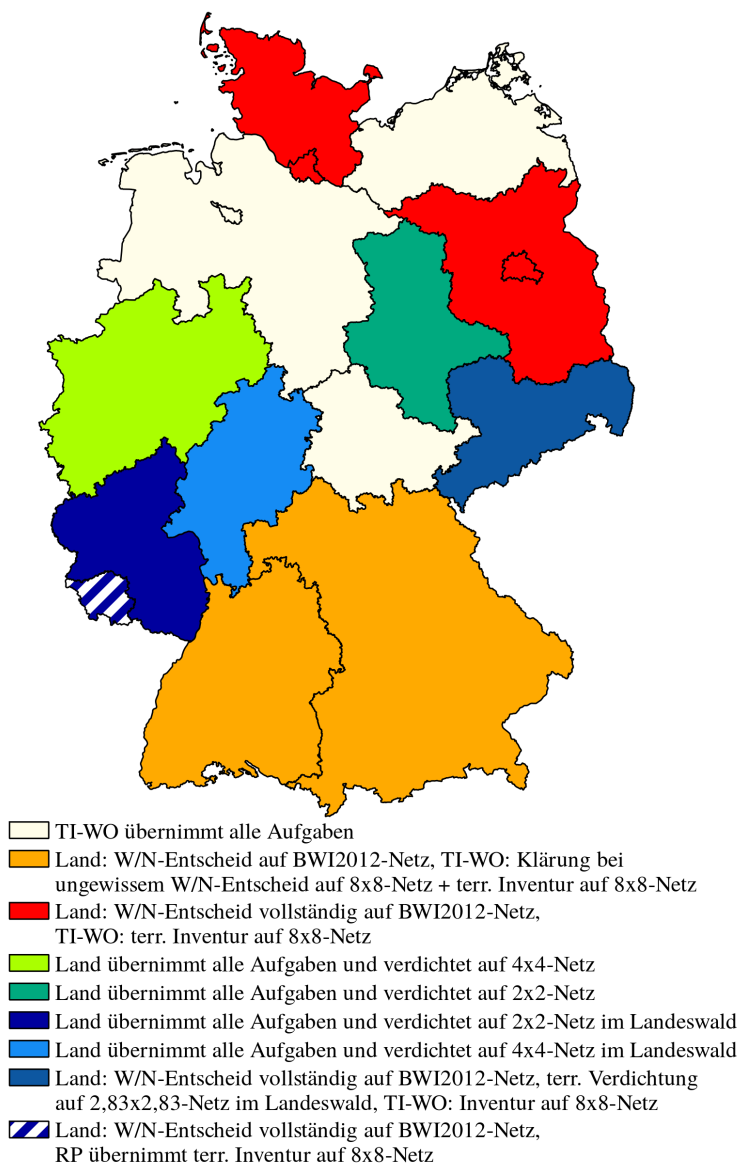 TI-WO übernimmt alle Aufgaben
Land: W/N-Entscheid auf BWI2012-Netz, TI-WO: Klärung bei
ungewissem W/N-Entscheid auf 8x8-Netz + terr. Inventur auf 8x8-Netz
Land: W/N-Entscheid vollständig auf BWI2012-Netz,
TI-WO: terr. Inventur auf 8x8-Netz
Land übernimmt alle Aufgaben und verdichtet auf 4x4-Netz
Land übernimmt alle Aufgaben und verdichtet auf 2x2-Netz
Land übernimmt alle Aufgaben und verdichtet auf 2x2-Netz im Landeswald
Land übernimmt alle Aufgaben und verdichtet auf 4x4-Netz im Landeswald
Land: W/N-Entscheid vollständig auf BWI2012-Netz, terr. Verdichtung
auf 2,83x2,83-Netz im Landeswald, TI-WO: Inventur auf 8x8-Netz
Land: W/N-Entscheid vollständig auf BWI2012-Netz,
RP übernimmt terr. Inventur auf 8x8-Netz